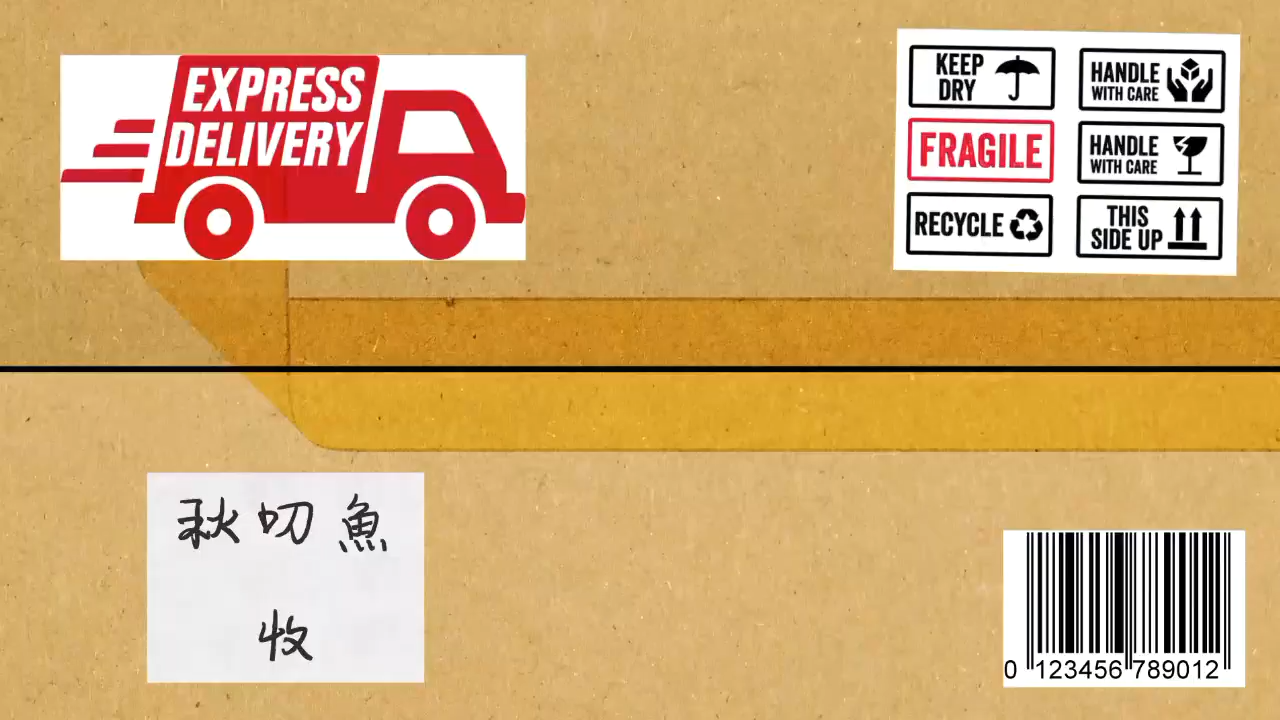 EXPRESS
DELIVERY
KEEP
DRY
HANDLE
WITH CARE
FRAGILE
HANDLE
WITH CARE
RECYCLE
THIS
SIDE UP
秋叨魚
收
0 123456 789012